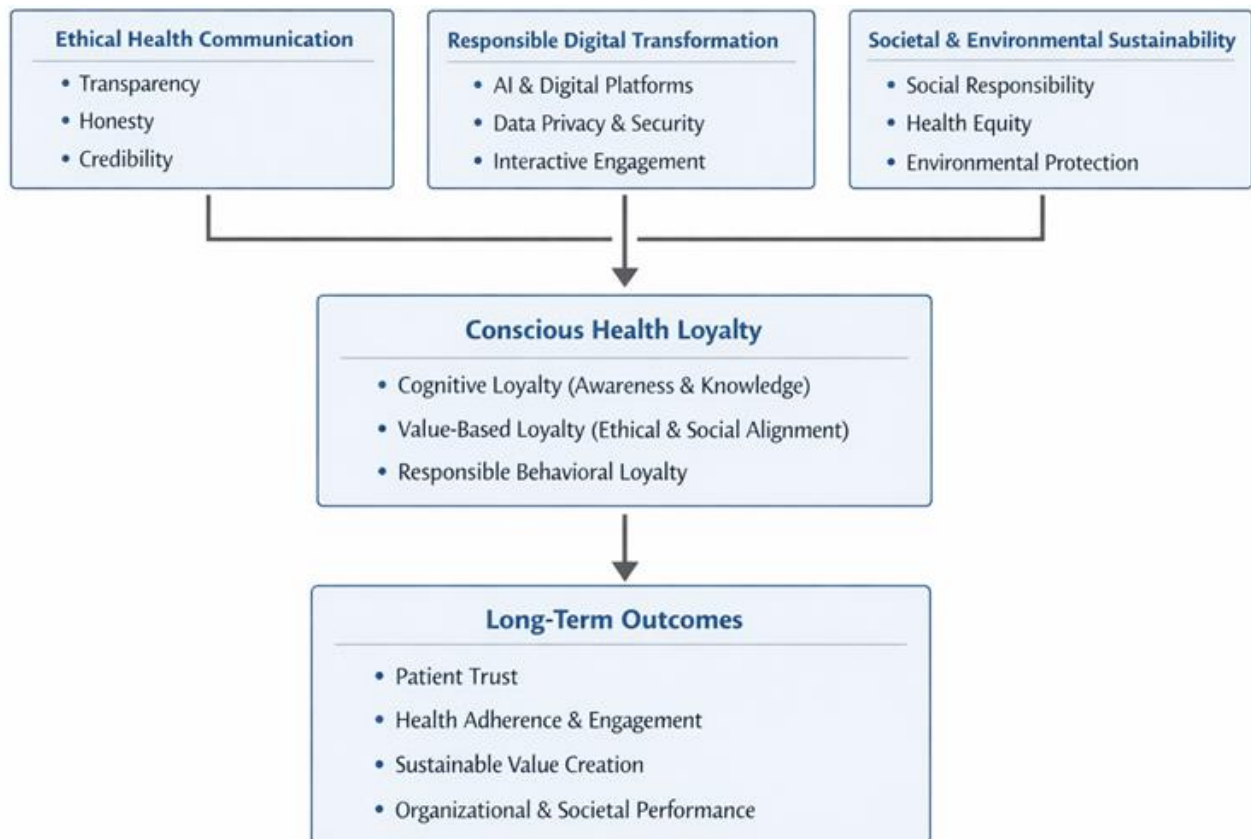 Ethical Health Communication
• Transparency
• Honesty
• Credibility
Responsible Digital Transformation
• AI & Digital Platforms
• Data Privacy & Security
• Interactive Engagement
Societal & Environmental Sustainability
• Social Responsibility
• Health Equity
• Environmental Protection
Conscious Health Loyalty
• Cognitive Loyalty (Awareness & Knowledge)
• Value-Based Loyalty (Ethical & Social Alignment)
• Responsible Behavioral Loyalty
Long-Term Outcomes
• Patient Trust
• Health Adherence & Engagement
• Sustainable Value Creation
• Organizational & Societal Performance